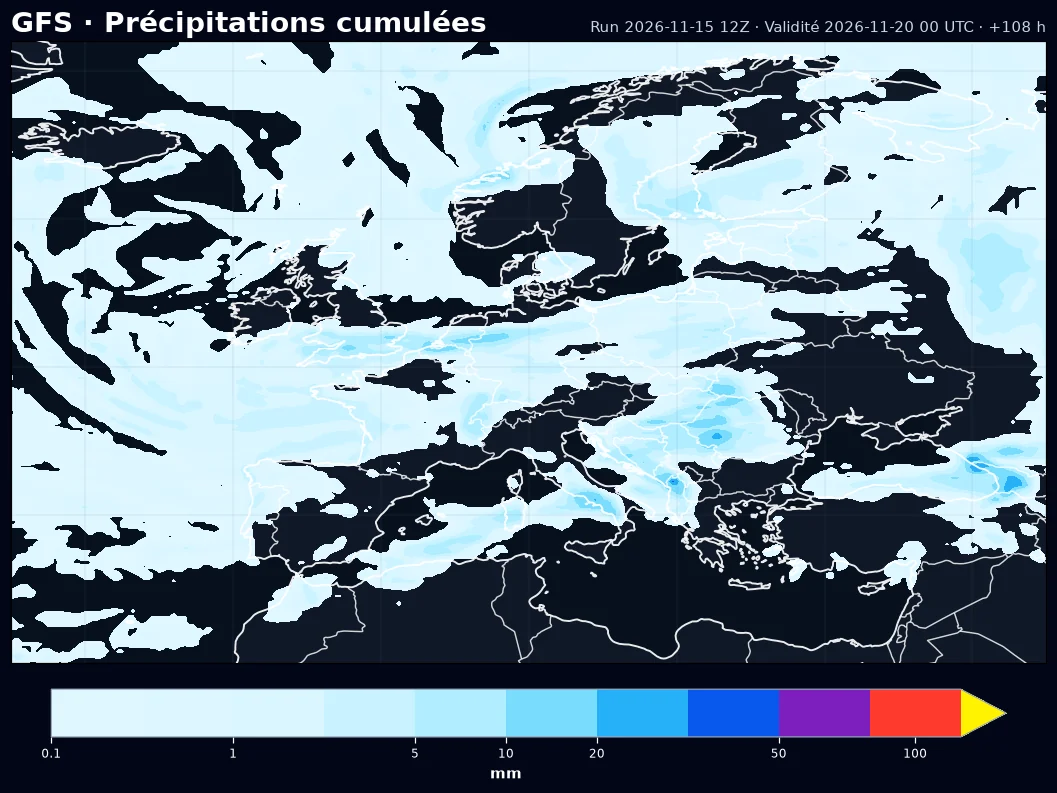 GFS · Précipitations cumulées
Run 2026-11-15 12Z · Validité 2026-11-20 00 UTC · +108 h
0.1 1 5 10 20 50 100
mm